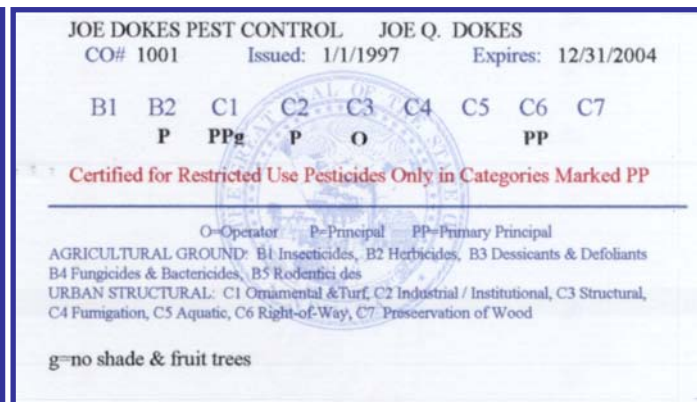 JOE DOKES PEST CONTROL JOE Q. DOKES
CO# 1001 Issued: 1/1/1997 Expires: 12/31/2004
B1 B2 C1 C2 C3 C4 C5 C6 C7
P PPg P O PP
Certified for Restricted Use Pesticides Only in Categories Marked PP
O=Operator P=Principal PP=Primary Principal
AGRICULTURAL GROUND: B1 Insecticides, B2 Herbicides, B3 Dessicants & Defoliants
B4 Fungicides & Bactericides, B5 Rodentici des
URBAN STRUCTURAL: C1 Ornamental &Turf, C2 Industrial / Institutional, C3 Structural,
C4 Fumigation, C5 Aquatic, C6 Right-of-Way, C7 Preservation of Wood
g=no shade & fruit trees